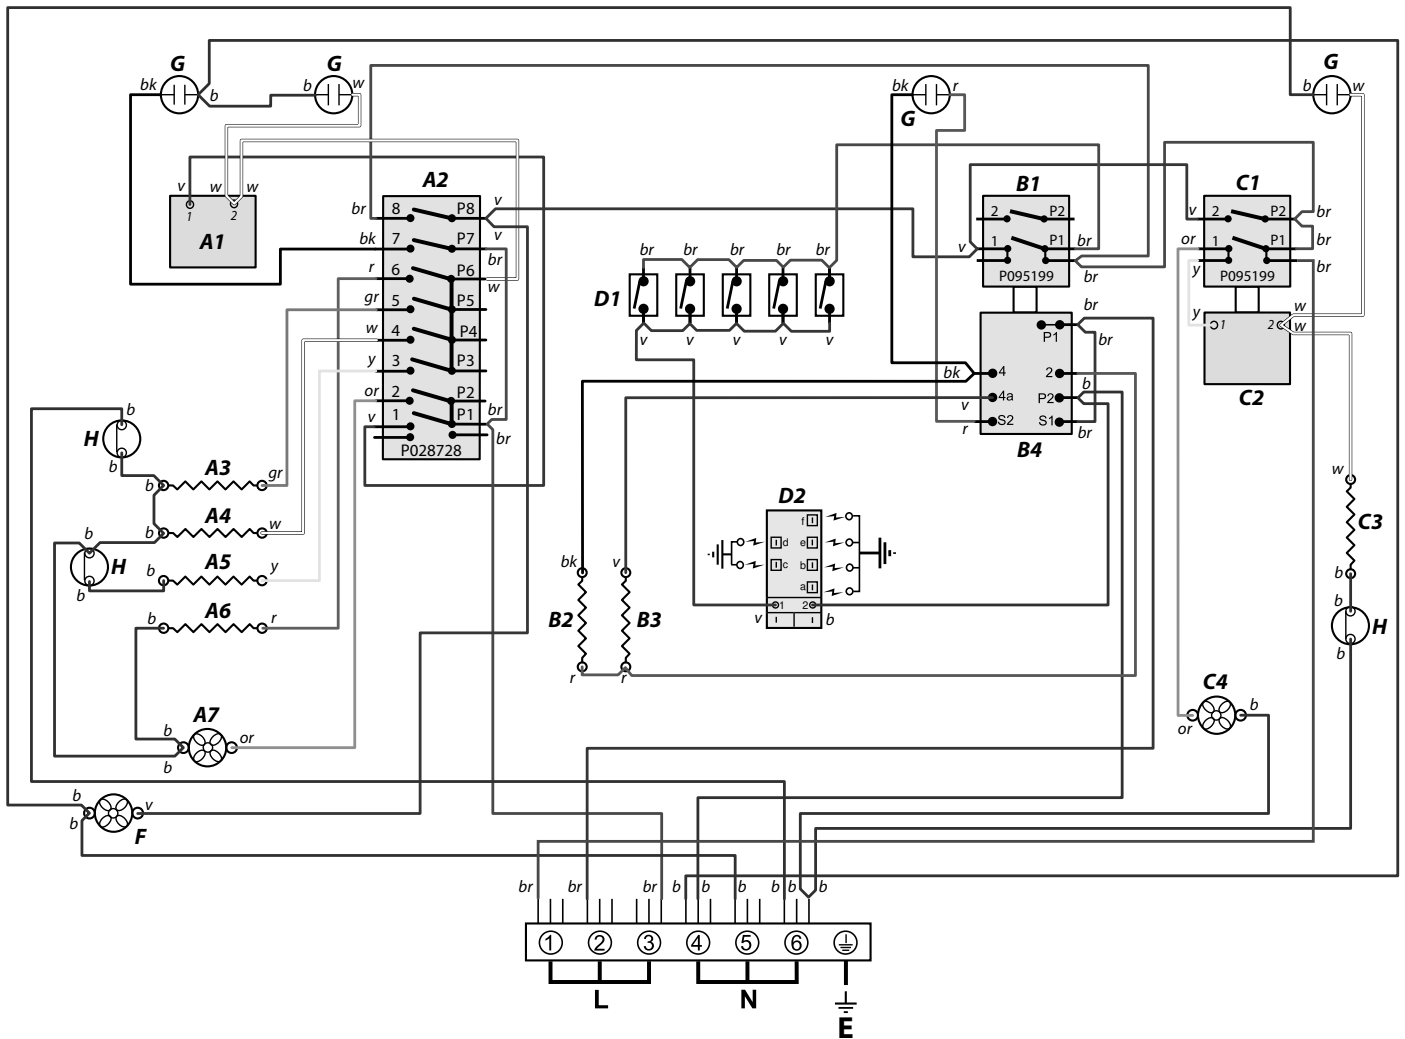 G G G
bk b b w bk r b w
G
A2 B1 C1
v w w
1 2
A1
br 8 P8 v
v
bk 7 P7 br
r 6 P6 w
gr 5 P5
w 4 P4
y 3 P3
or 2 P2
v 1 P1 br
br
P028728
2 P2
v 1 P1 br
br
P095199
v 2 P2 br
or 1 P1 br
y br
P095199
br br br br br
D1
v v v v v
br
P1 br
bk 4 2
v 4a P2 b
r S2 S1 br
B4
y 1 2 w
w
C2
b
H
b
b A3 gr
b A4 w
b
H
b
b A5 y
b A6 r
A7
b or
b
b v
b F
D2
f
d e
c b
a
1 2
v b
bk v
B2 B3
r r
w
C3
b
b
H
b
C4
or b
br br br b b b b b b
1 2 3 4 5 6
L N E